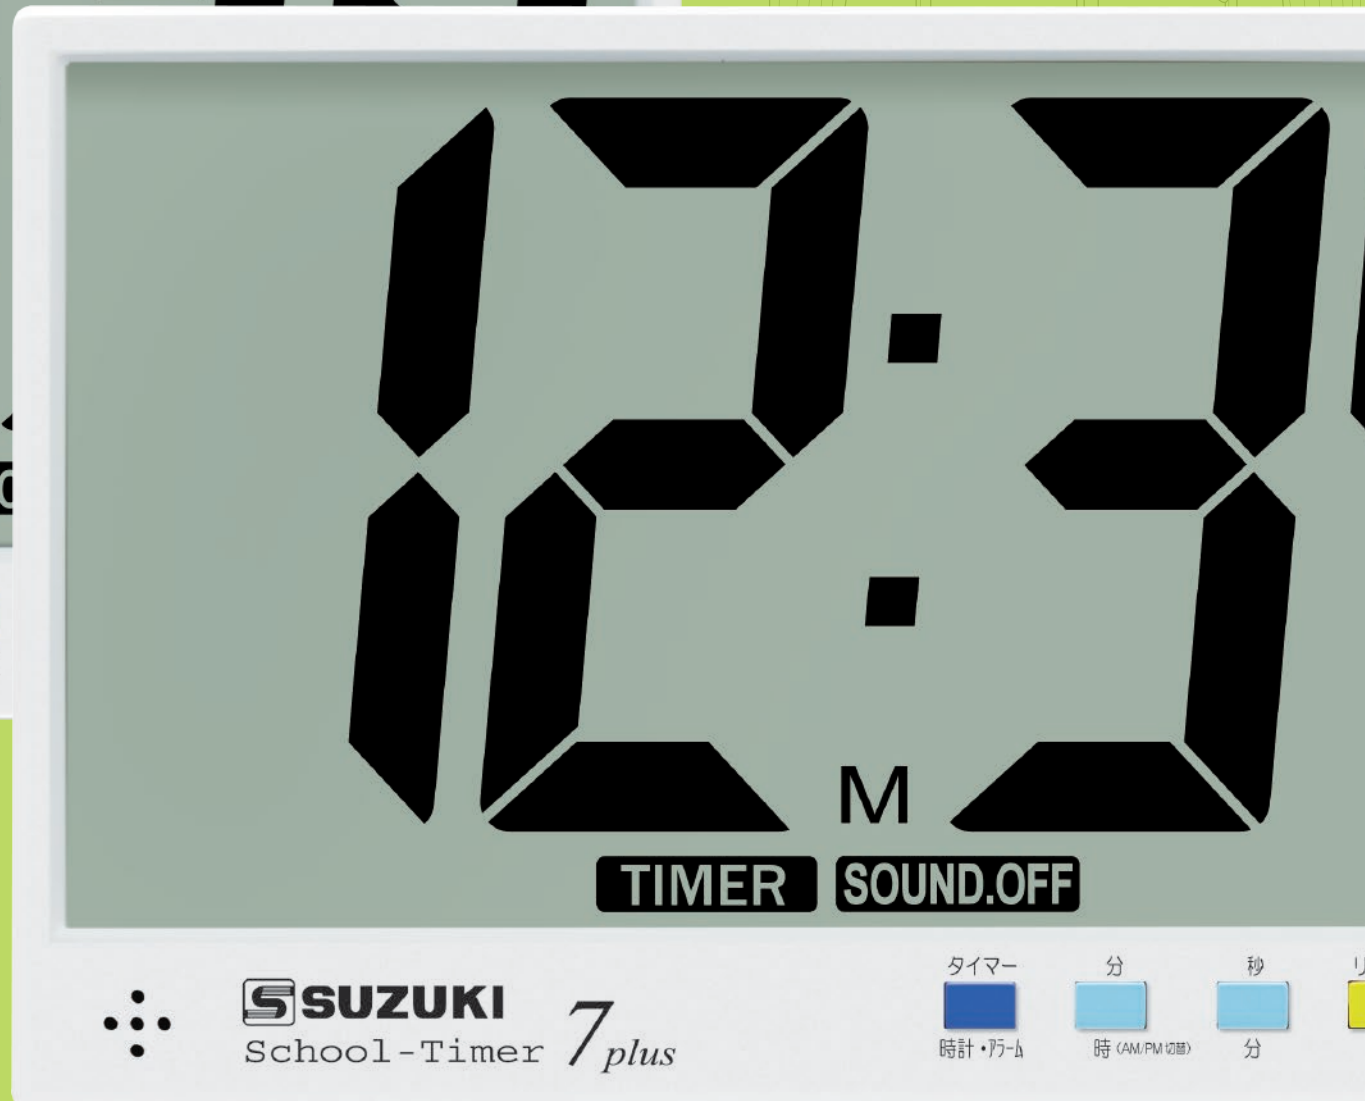 12:3
M
TIMER SOUND.OFF
タイマー 分 秒 リ
時計・アラーム 時(AM/PM切替) 分
SUZUKI
School-Timer 7plus